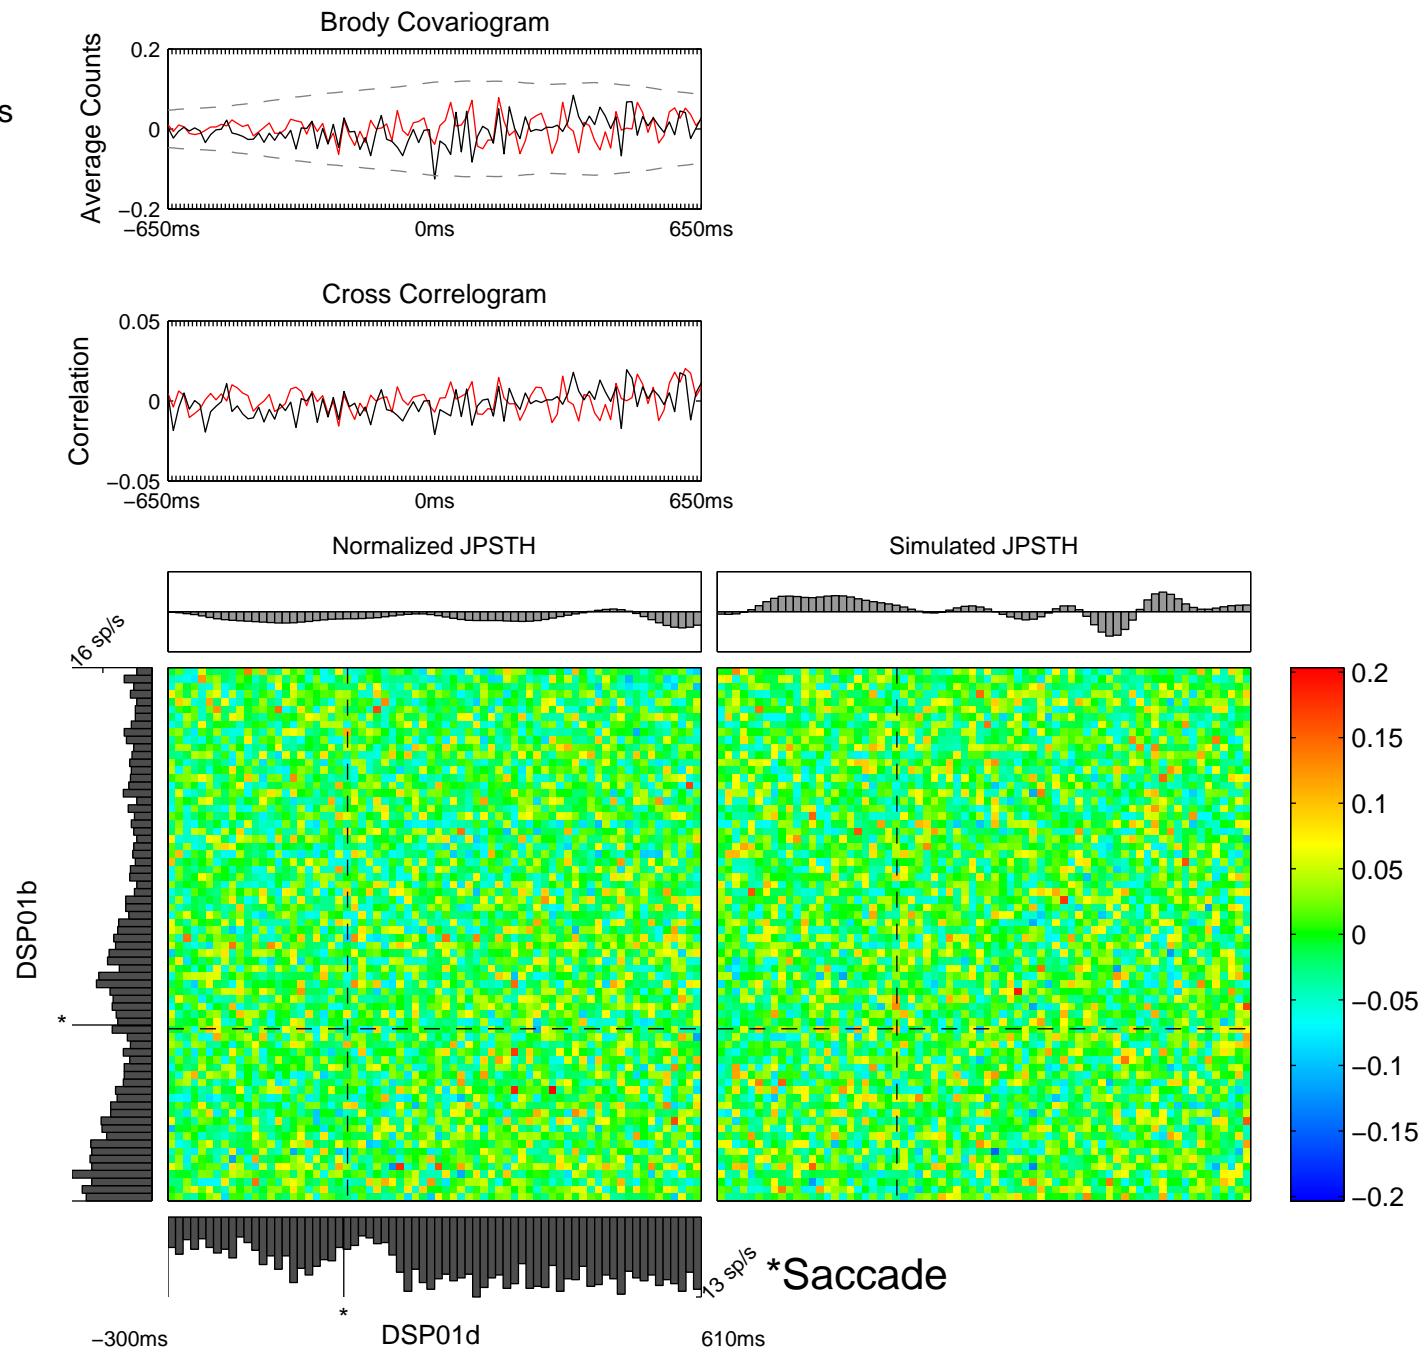 Brody Covariogram
s
Average Counts
0.2
0
−0.2
−650ms 0ms 650ms
Cross Correlogram
Correlation
0.05
0
−0.05
−650ms 0ms 650ms
Normalized JPSTH Simulated JPSTH
16 sp/s
DSP01b
*
0.2
0.15
0.1
0.05
0
−0.05
−0.1
−0.15
−0.2
13 sp/s
*Saccade
*
−300ms DSP01d 610ms